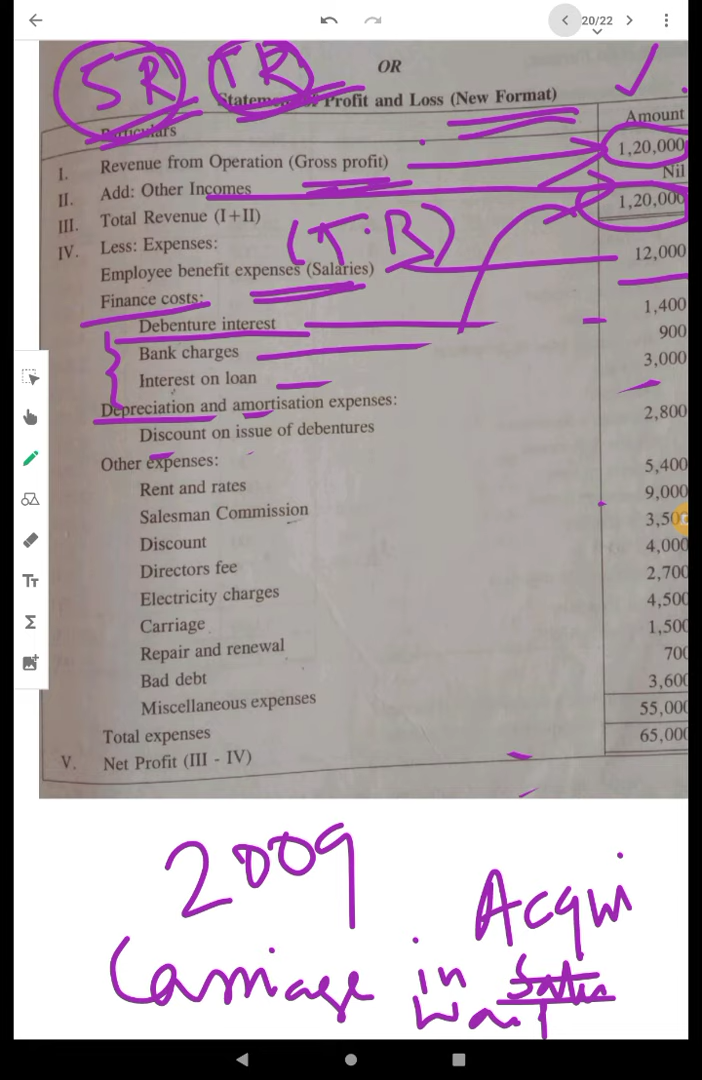 20/22
SR TR
OR
Statement of Profit and Loss (New Format)
Particulars Amount
I. Revenue from Operation (Gross profit) 1,20,000
II. Add: Other Incomes Nil
III. Total Revenue (I+II) 1,20,000
IV. Less: Expenses: (T.R)
Employee benefit expenses (Salaries) 12,000
Finance costs:
Debenture interest 1,400
Bank charges 900
Interest on loan 3,000
Depreciation and amortisation expenses:
Discount on issue of debentures 2,800
Other expenses:
Rent and rates 5,400
Salesman Commission 9,000
Discount 3,500
Directors fee 4,000
Electricity charges 2,700
Carriage 4,500
Repair and renewal 1,500
Bad debt 700
Miscellaneous expenses 3,600
Total expenses 55,000
V. Net Profit (III - IV) 65,000
2009
Acqui
Carriage in
ward